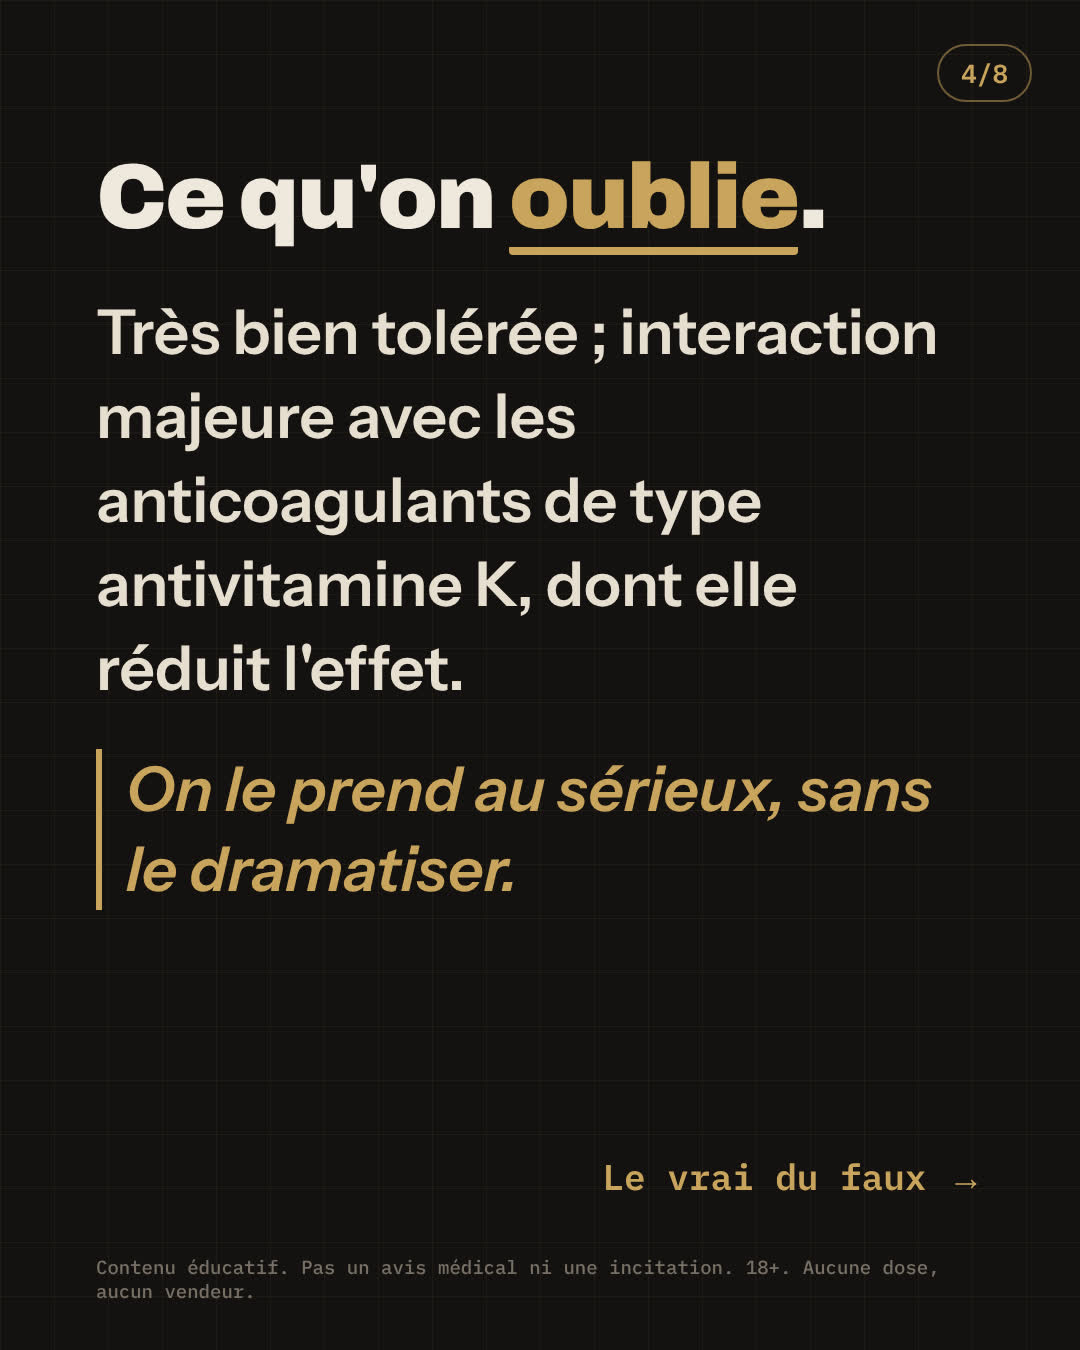 4/8
Ce qu'on oublie.
Très bien tolérée ; interaction
majeure avec les
anticoagulants de type
antivitamine K, dont elle
réduit l'effet.
On le prend au sérieux, sans
le dramatiser.
Le vrai du faux →
Contenu éducatif. Pas un avis médical ni une incitation. 18+. Aucune dose,
aucun vendeur.